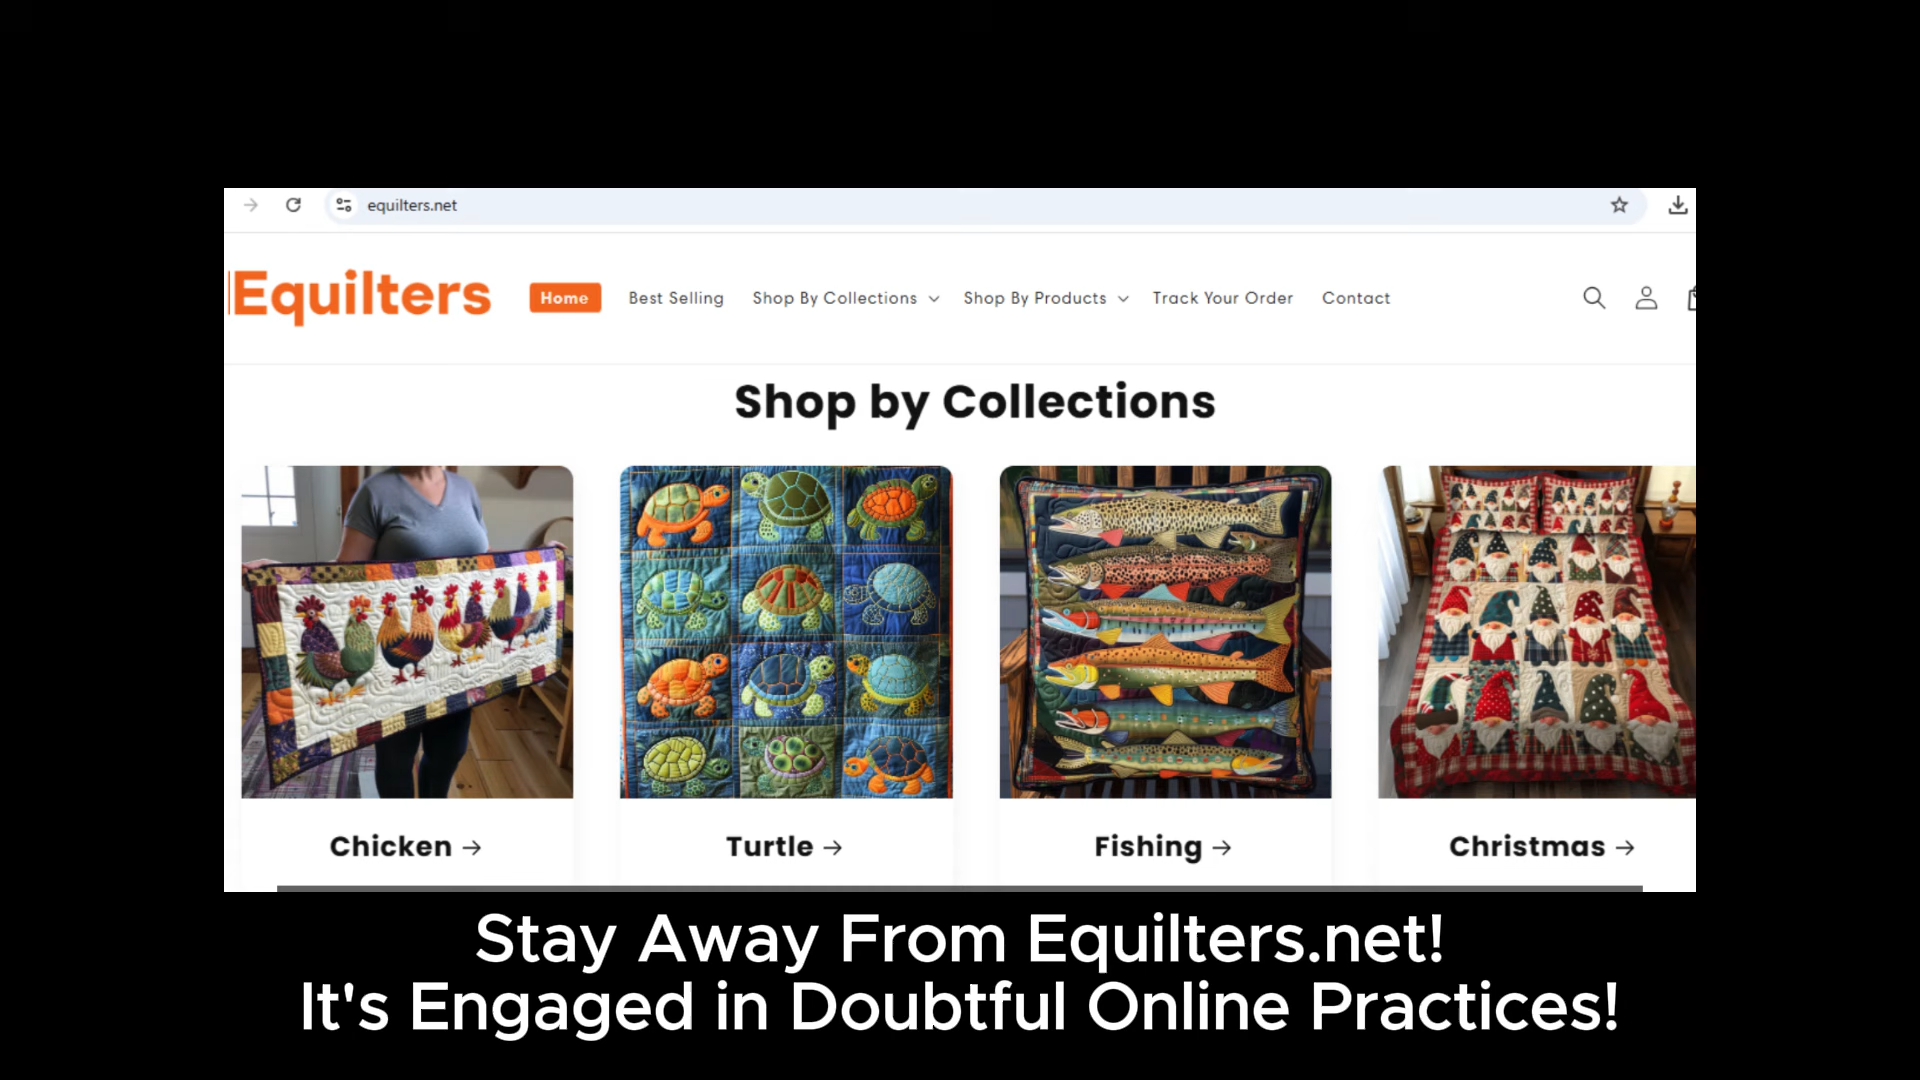 equilters.net
Equilters
Home
Best Selling
Shop By Collections
Shop By Products
Track Your Order
Contact
Shop by Collections
Chicken →
Turtle →
Fishing →
Christmas →
Stay Away From Equilters.net!
It's Engaged in Doubtful Online Practices!